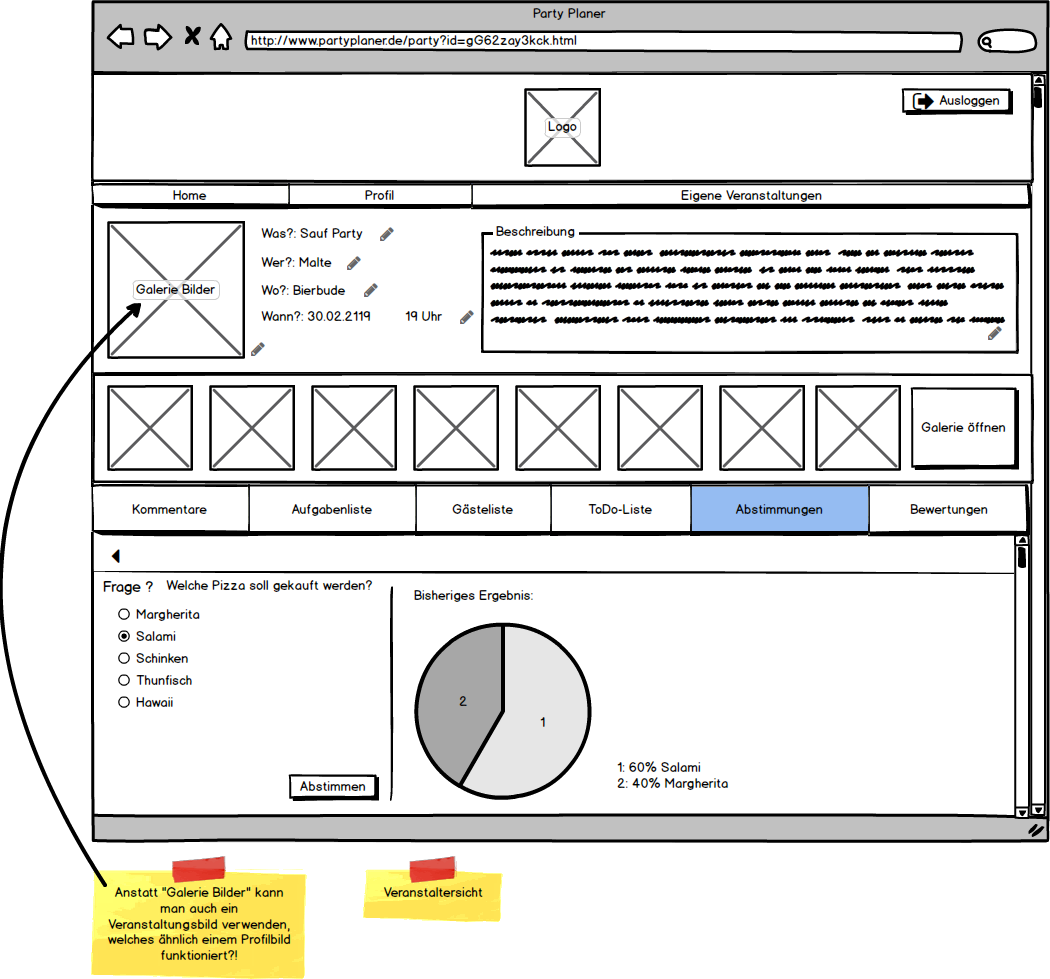 Party Planer
http://www.partyplaner.de/party?id=gG62zay3kck.html
Ausloggen
Logo
Home
Profil
Eigene Veranstaltungen
Galerie Bilder
Was?: Sauf Party
Wer?: Malte
Wo?: Bierbude
Wann?: 30.02.2119 19 Uhr
Beschreibung
Galerie öffnen
Kommentare
Aufgabenliste
Gästeliste
ToDo-Liste
Abstimmungen
Bewertungen
Frage ? Welche Pizza soll gekauft werden?
Margherita
Salami
Schinken
Thunfisch
Hawaii
Abstimmen
Bisheriges Ergebnis:
2
1
1: 60% Salami
2: 40% Margherita
Anstatt "Galerie Bilder" kann
man auch ein
Veranstaltungsbild verwenden,
welches ähnlich einem Profilbild
funktioniert?!
Veranstaltersicht